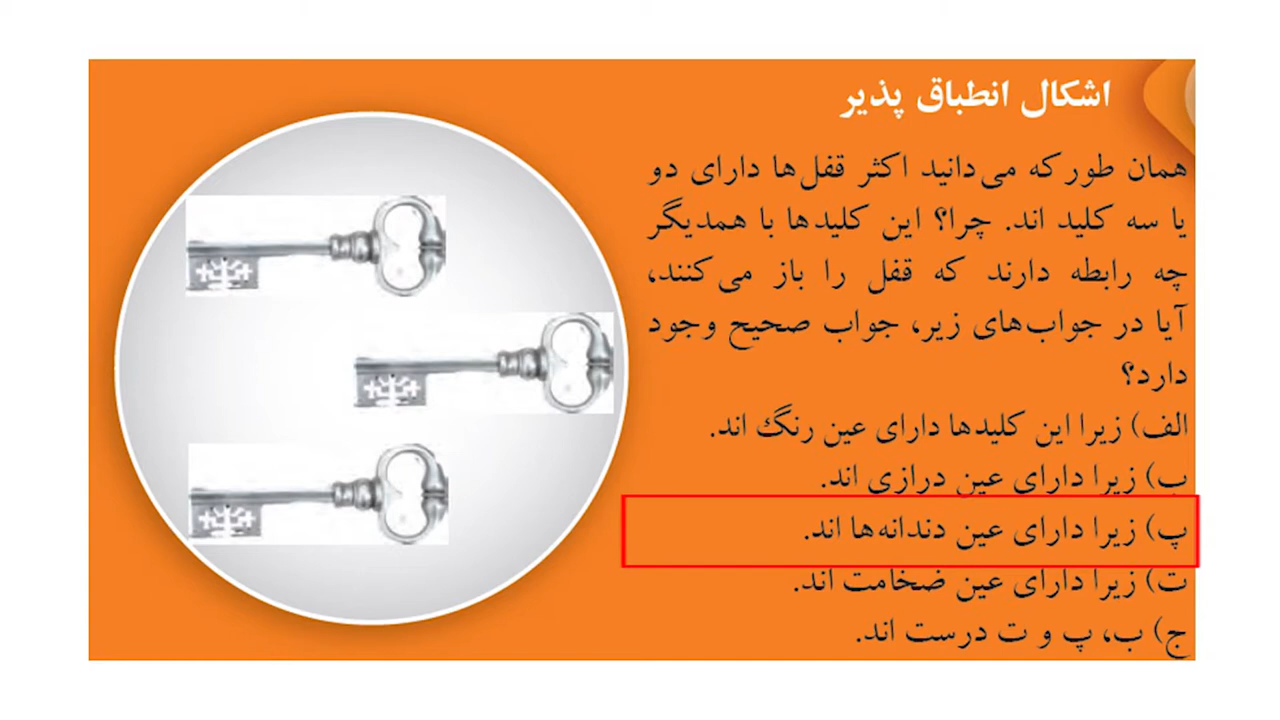 اشکال انطباق پذیر
همان طور که می‌دانید اکثر قفل‌ها دارای دو
یا سه کلید اند. چرا؟ این کلیدها با همدیگر
چه رابطه دارند که قفل را باز می‌کنند،
آیا در جواب‌های زیر، جواب صحیح وجود
دارد؟
الف) زیرا این کلیدها دارای عین رنگ اند.
ب) زیرا دارای عین درازی اند.
پ) زیرا دارای عین دندانه‌ها اند.
ت) زیرا دارای عین ضخامت اند.
ج) ب، پ و ت درست اند.